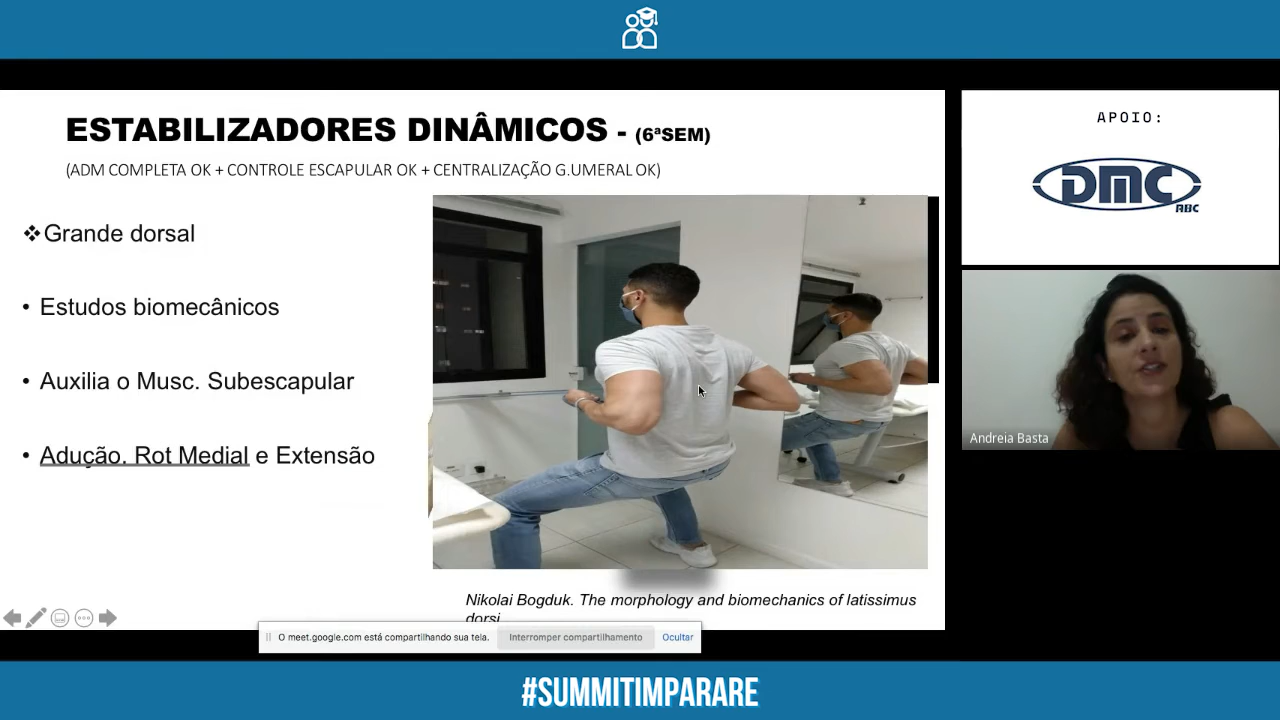 ESTABILIZADORES DINÂMICOS - (6ªSEM)
(ADM COMPLETA OK + CONTROLE ESCAPULAR OK + CENTRALIZAÇÃO G.UMERAL OK)
❖Grande dorsal
• Estudos biomecânicos
• Auxilia o Musc. Subescapular
• Adução. Rot Medial e Extensão
Nikolai Bogduk. The morphology and biomechanics of latissimus
dorsi
O meet.google.com está compartilhando sua tela.
Interromper compartilhamento
Ocultar
APOIO:
DMC
ABC
Andreia Basta
#SUMMITIMPARARE